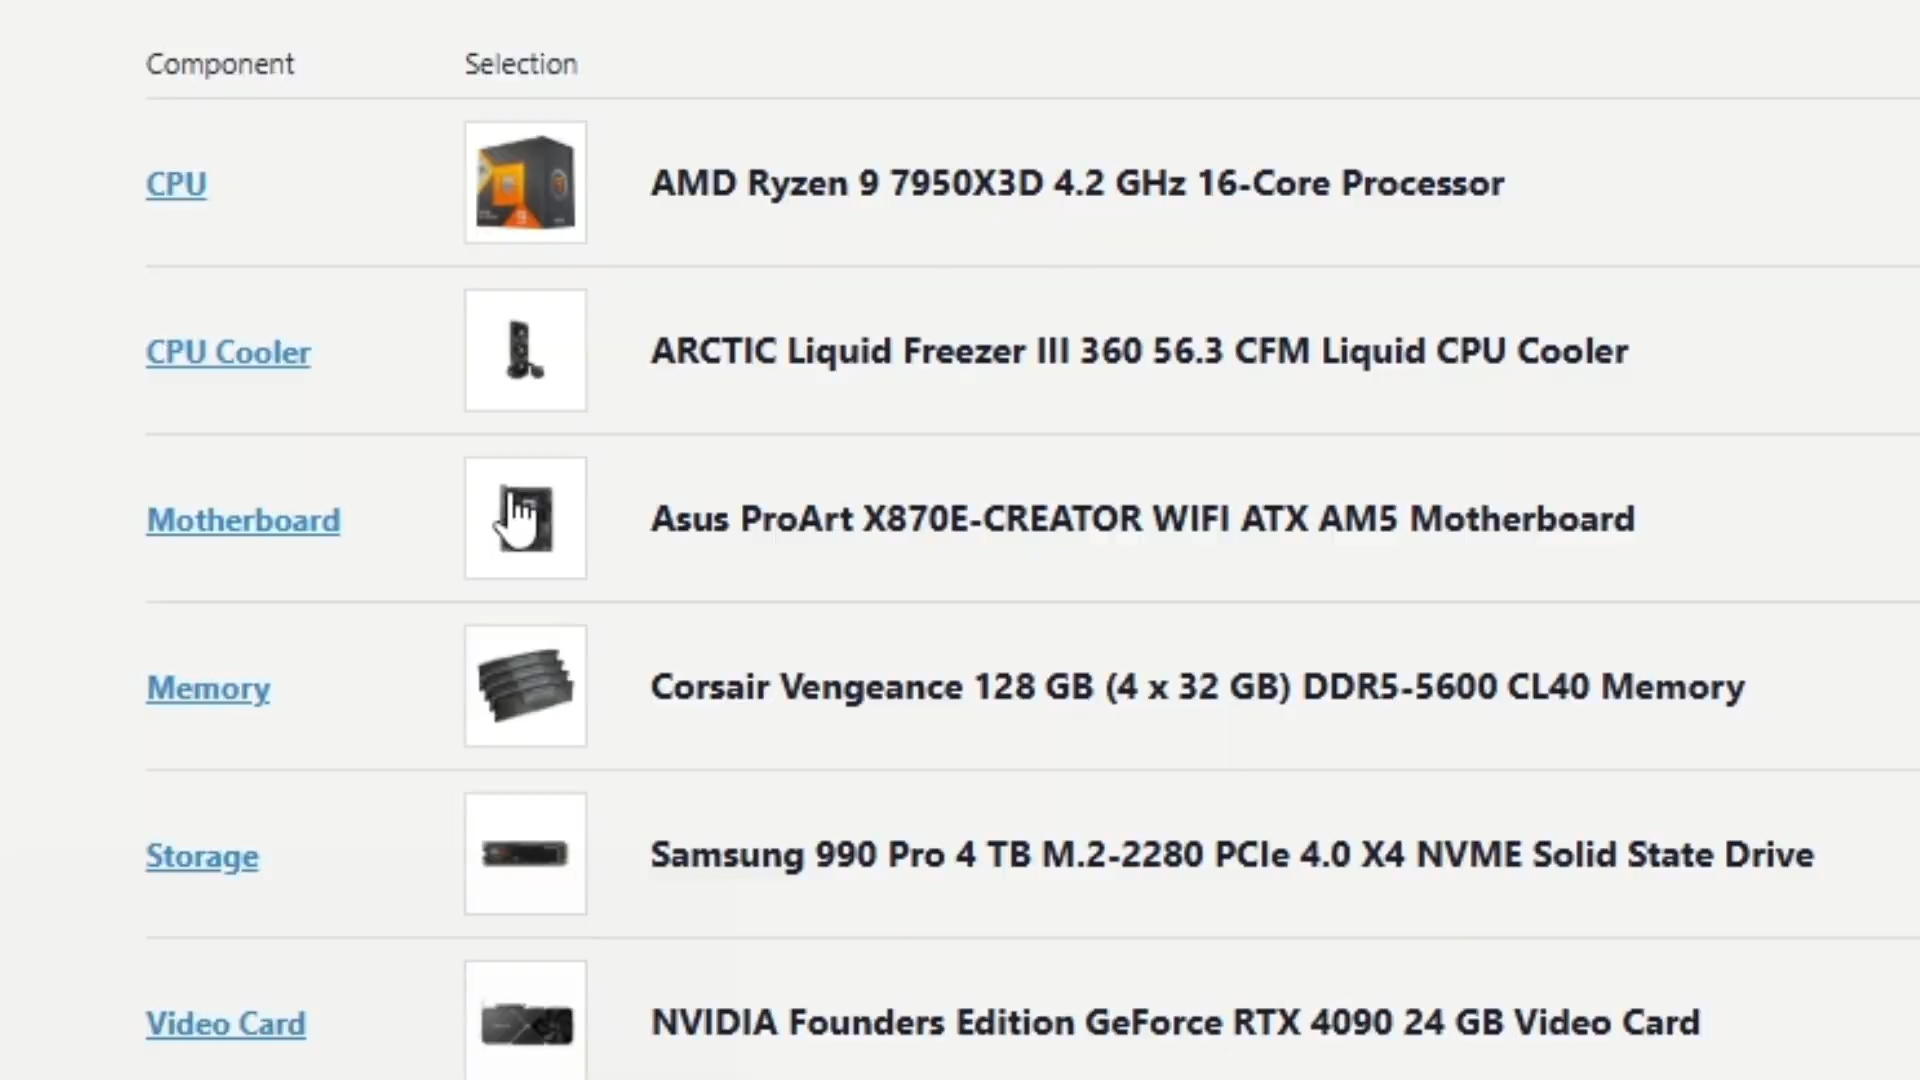 Component Selection
CPU AMD Ryzen 9 7950X3D 4.2 GHz 16-Core Processor
CPU Cooler ARCTIC Liquid Freezer III 360 56.3 CFM Liquid CPU Cooler
Motherboard Asus ProArt X870E-CREATOR WIFI ATX AM5 Motherboard
Memory Corsair Vengeance 128 GB (4 x 32 GB) DDR5-5600 CL40 Memory
Storage Samsung 990 Pro 4 TB M.2-2280 PCIe 4.0 X4 NVME Solid State Drive
Video Card NVIDIA Founders Edition GeForce RTX 4090 24 GB Video Card